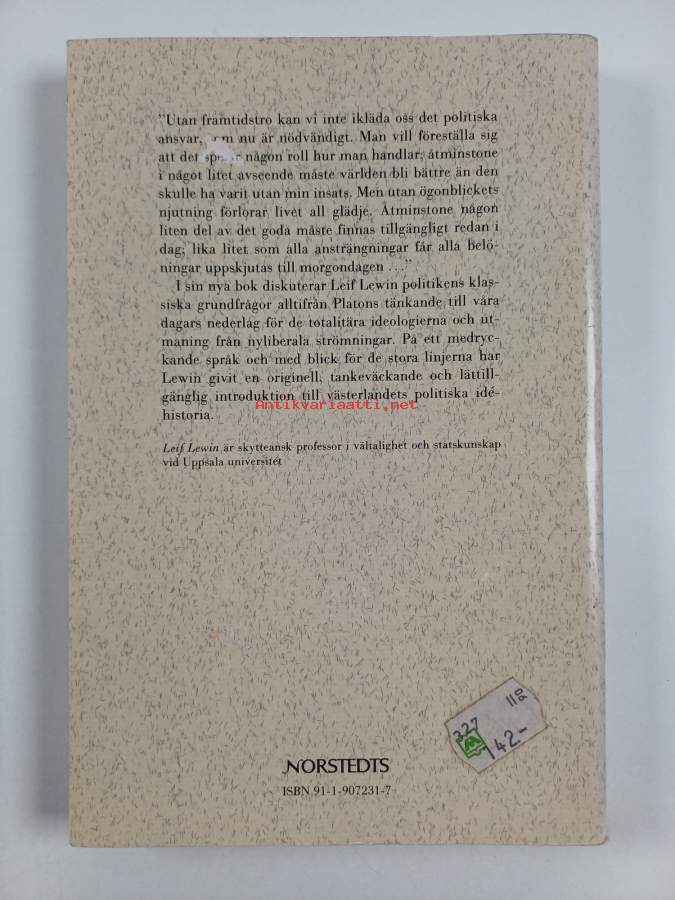 "Utan framtidstro kan vi inte ikläda oss det politiska
ansvar, m nu är nödvändigt. Man vill föreställa sig
att det sp r någon roll hur man handlar; åtminstone
i något litet avseende måste världen bli bättre än den
skulle ha varit utan min insats. Men utan ögonblickets
njutning förlorar livet all glädje. Åtminstone någon
liten del av det goda måste finnas tillgängligt redan i
dag; lika litet som alla ansträngningar får alla belö-
ningar uppskjutas till morgondagen ..."
I sin nya bok diskuterar Leif Lewin politikens klas-
siska grundfrågor alltifrån Platons tänkande till våra
dagars nederlag för de totalitära ideologierna och ut-
maning från nyliberala strömningar. På ett medryc-
kande språk och med blick för de stora linjerna har
Lewin givit en originell, tankeväckande och lättill-
gänglig introduktion till västerlandets politiska idé-
Antikvariaatti.net
historia.
Leif Lewin är skytteansk professor i vältalighet och statskunskap
vid Uppsala universitet
110
327
142.-
NORSTEDTS
ISBN 91-1-907231-7